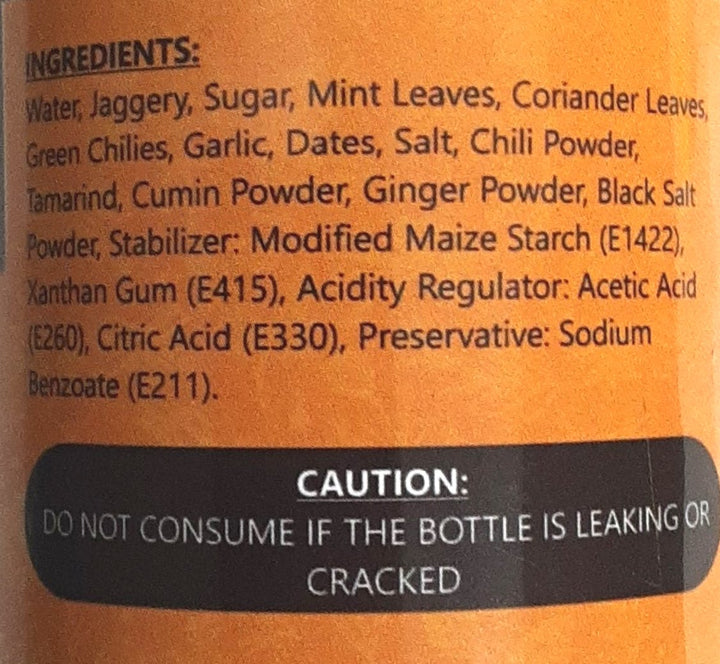 INGREDIENTS:
Water, Jaggery, Sugar, Mint Leaves, Coriander Leaves,
Green Chilies, Garlic, Dates, Salt, Chili Powder,
Tamarind, Cumin Powder, Ginger Powder, Black Salt
Powder, Stabilizer: Modified Maize Starch (E1422),
Xanthan Gum (E415), Acidity Regulator: Acetic Acid
(E260), Citric Acid (E330), Preservative: Sodium
Benzoate (E211).
CAUTION:
DO NOT CONSUME IF THE BOTTLE IS LEAKING OR
CRACKED